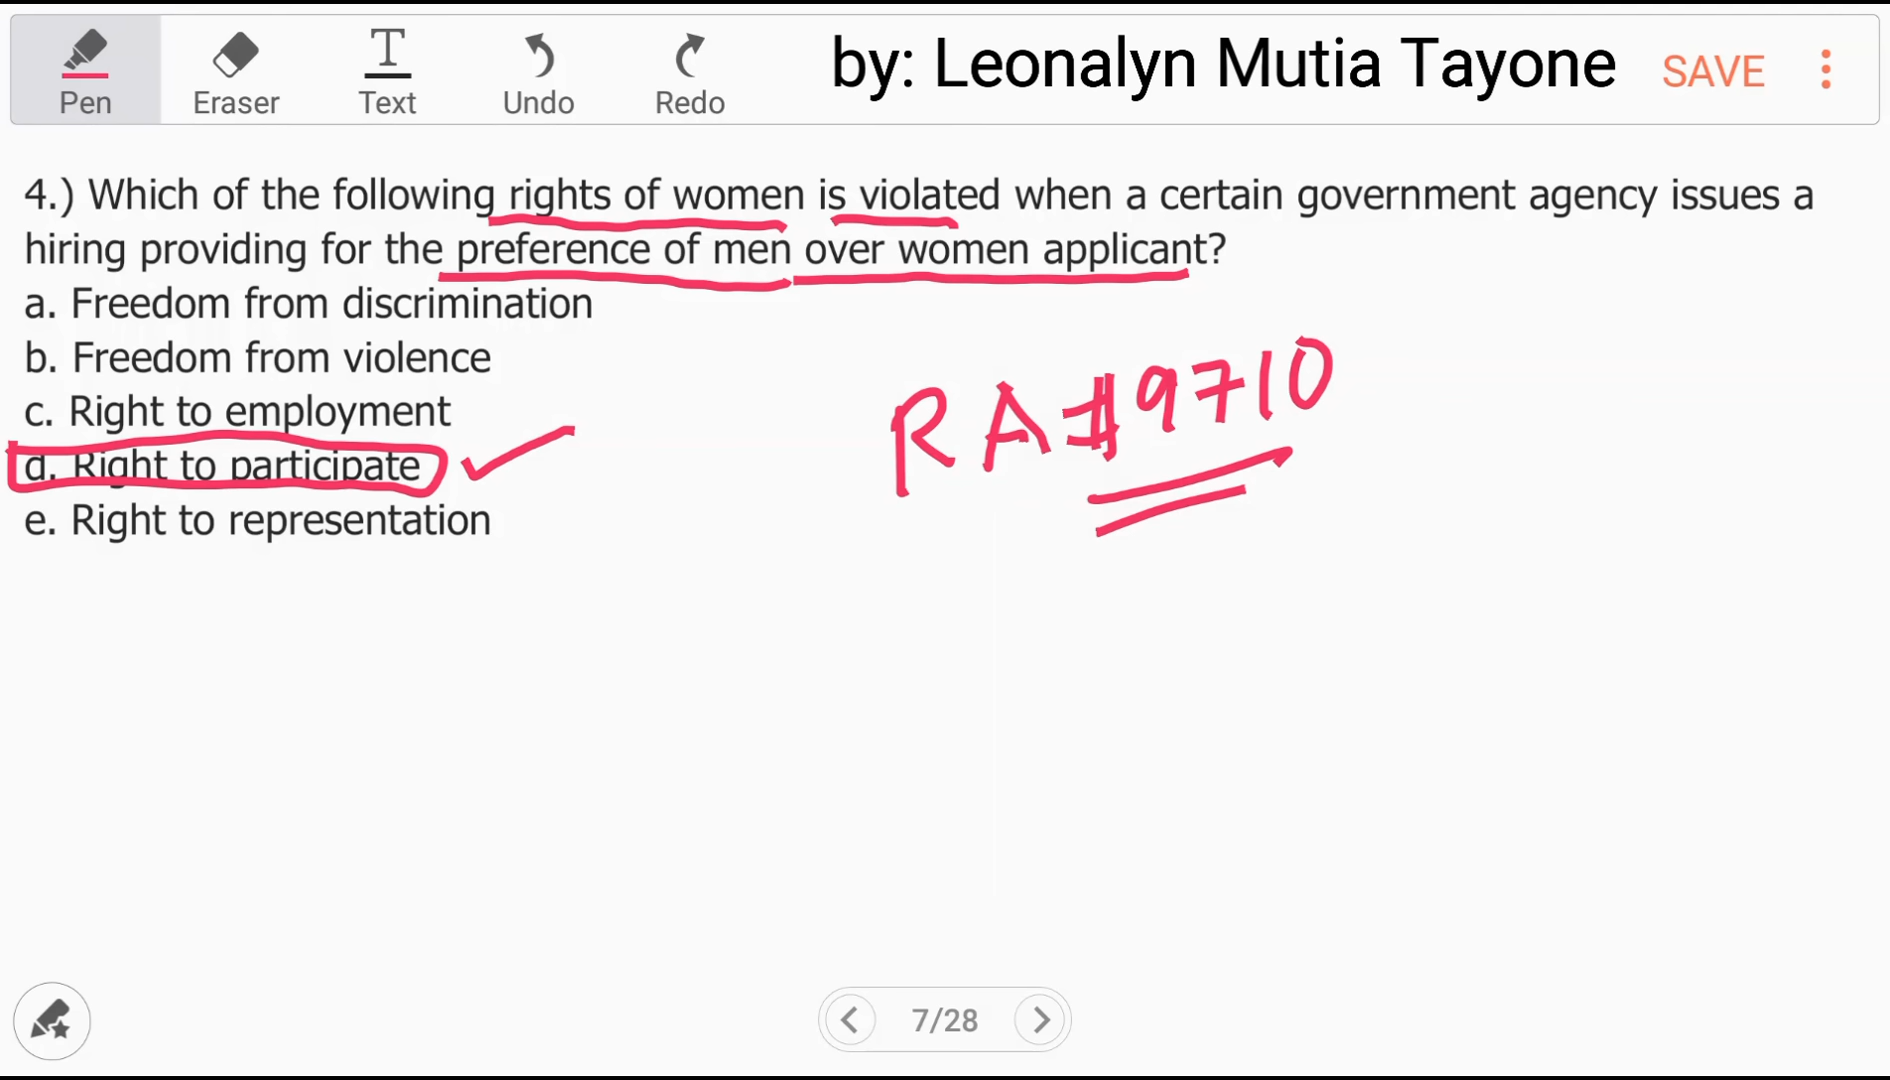 Pen
Eraser
T
Text
Undo
Redo
by: Leonalyn Mutia Tayone
SAVE
4.) Which of the following rights of women is violated when a certain government agency issues a
hiring providing for the preference of men over women applicant?
a. Freedom from discrimination
b. Freedom from violence
c. Right to employment
d. Right to participate
e. Right to representation
RA#9710
7/28